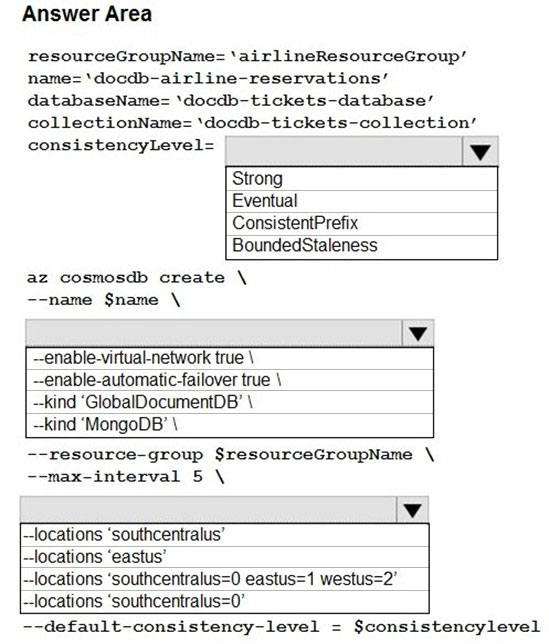 Answer Area
resourceGroupName=‘airlineResourceGroup’
name=‘docdb-airline-reservations’
databaseName=‘docdb-tickets-database’
collectionName=‘docdb-tickets-collection’
consistencyLevel=
Strong
Eventual
ConsistentPrefix
BoundedStaleness
az cosmosdb create \
--name $name \
--enable-virtual-network true \
--enable-automatic-failover true \
--kind ‘GlobalDocumentDB’ \
--kind ‘MongoDB’ \
--resource-group $resourceGroupName \
--max-interval 5 \
--locations ‘southcentralus’
--locations ‘eastus’
--locations ‘southcentralus=0 eastus=1 westus=2’
--locations ‘southcentralus=0’
--default-consistency-level = $consistencylevel